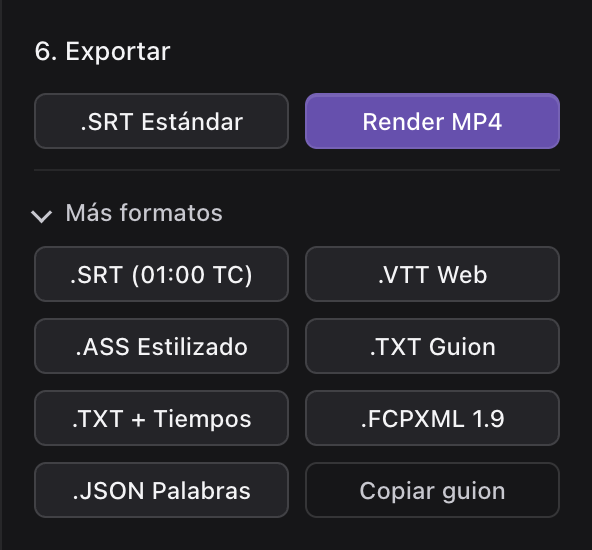 6. Exportar
.SRT Estándar
Render MP4
Más formatos
.SRT (01:00 TC)
.VTT Web
.ASS Estilizado
.TXT Guion
.TXT + Tiempos
.FCPXML 1.9
.JSON Palabras
Copiar guion